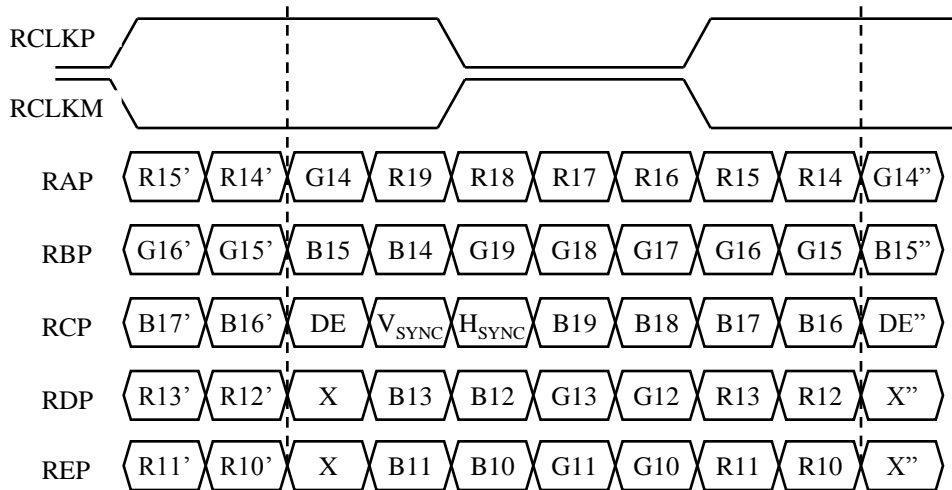 RCLKP
RCLKM
RAP R15’ R14’ G14 R19 R18 R17 R16 R15 R14 G14”
RBP G16’ G15’ B15 B14 G19 G18 G17 G16 G15 B15”
RCP B17’ B16’ DE VSYNC HSYNC B19 B18 B17 B16 DE”
RDP R13’ R12’ X B13 B12 G13 G12 R13 R12 X”
REP R11’ R10’ X B11 B10 G11 G10 R11 R10 X”